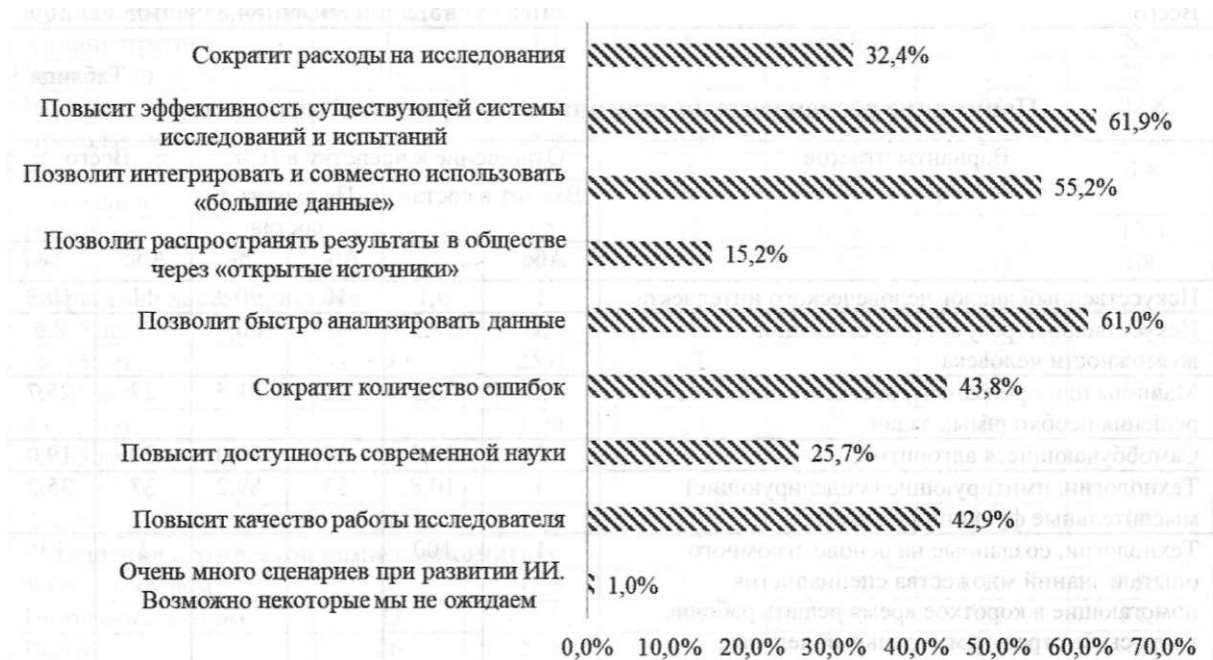 Сократит расходы на исследования
32,4%
Повысит эффективность существующей системы
исследований и испытаний
61,9%
Позволит интегрировать и совместно использовать
«большие данные»
55,2%
Позволит распространять результаты в обществе
через «открытые источники»
15,2%
Позволит быстро анализировать данные
61,0%
Сократит количество ошибок
43,8%
Повысит доступность современной науки
25,7%
Повысит качество работы исследователя
42,9%
Очень много сценариев при развитии ИИ.
Возможно некоторые мы не ожидаем
1,0%
0,0% 10,0% 20,0% 30,0% 40,0% 50,0% 60,0% 70,0%